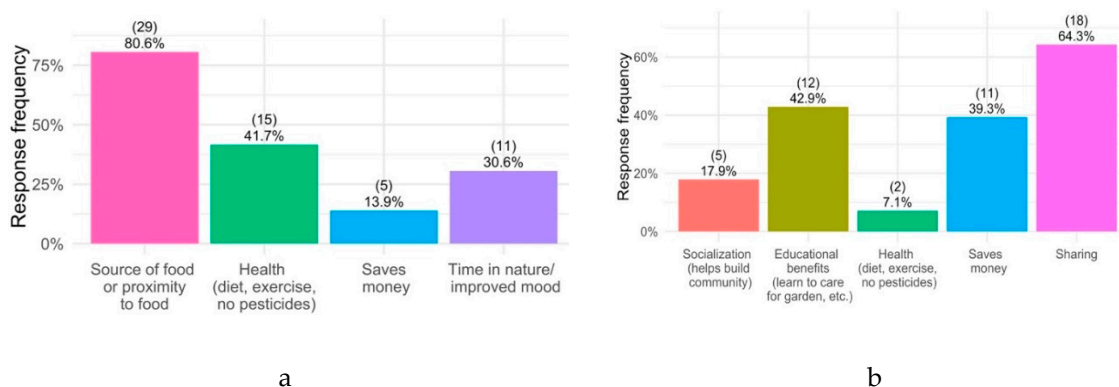 Response frequency
75%
50%
25%
0%
(29)
80.6%
(15)
41.7%
(5)
13.9%
(11)
30.6%
Source of food
or proximity
to food
Health
(diet, exercise,
no pesticides)
Saves
money
Time in nature/
improved mood
a
Response frequency
60%
40%
20%
0%
(5)
17.9%
(12)
42.9%
(2)
7.1%
(11)
39.3%
(18)
64.3%
Socialization
(helps build
community)
Educational
benefits
(learn to care
for garden, etc.)
Health
(diet, exercise,
no pesticides)
Saves
money
Sharing
b